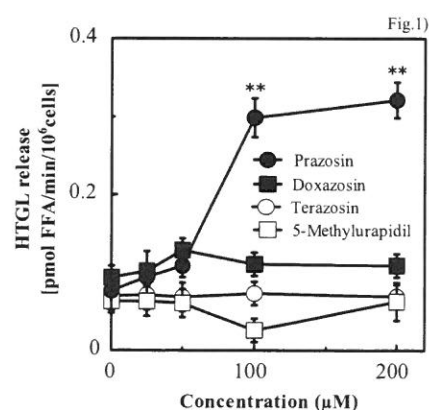 Fig.1)
0.4
0.2
0
HTGL release
[pmol FFA/min/10⁶cells]
**
**
Prazosin
Doxazosin
Terazosin
5-Methylurapidil
0
100
200
Concentration (µM)